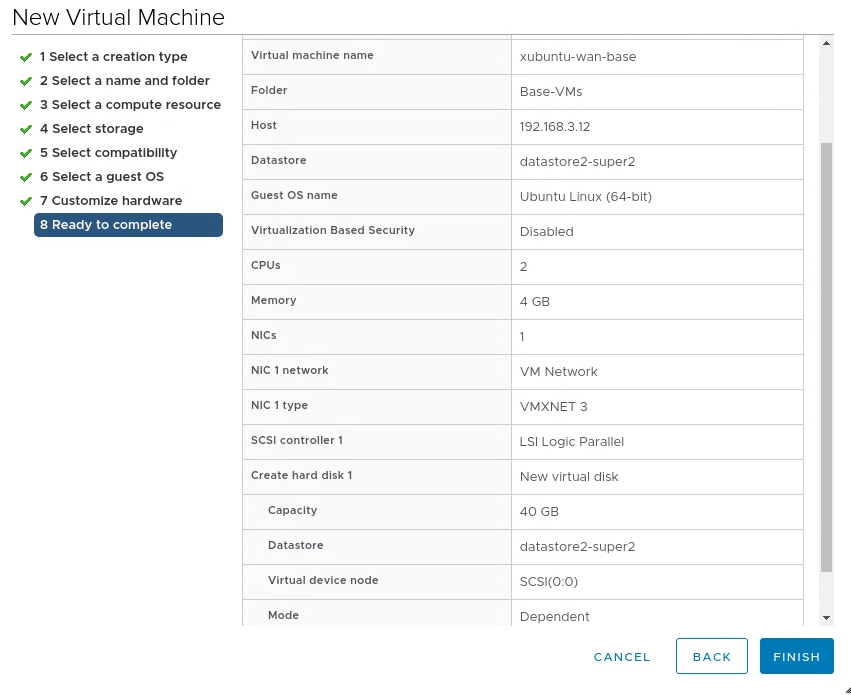 New Virtual Machine
1 Select a creation type
2 Select a name and folder
3 Select a compute resource
4 Select storage
5 Select compatibility
6 Select a guest OS
7 Customize hardware
8 Ready to complete
Virtual machine name xubuntu-wan-base
Folder Base-VMs
Host 192.168.3.12
Datastore datastore2-super2
Guest OS name Ubuntu Linux (64-bit)
Virtualization Based Security Disabled
CPUs 2
Memory 4 GB
NICs 1
NIC 1 network VM Network
NIC 1 type VMXNET 3
SCSI controller 1 LSI Logic Parallel
Create hard disk 1 New virtual disk
Capacity 40 GB
Datastore datastore2-super2
Virtual device node SCSI(0:0)
Mode Dependent
CANCEL BACK FINISH